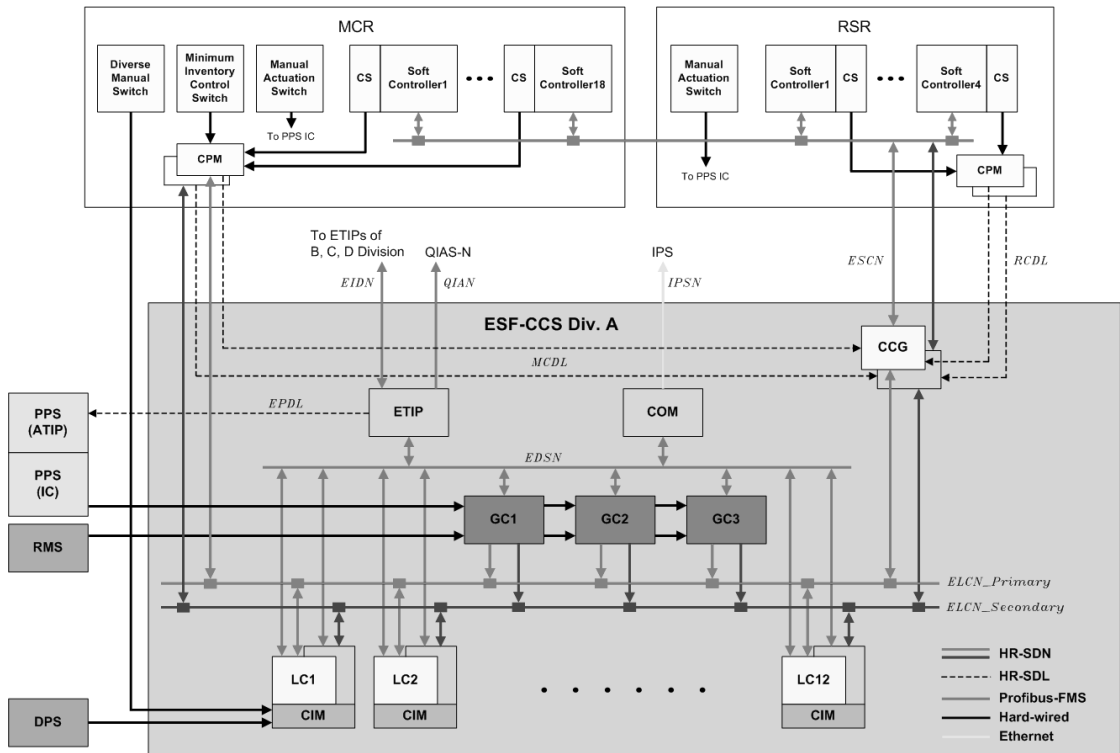 MCR
RSR
Diverse
Manual
Switch
Minimum
Inventory
Control
Switch
Manual
Actuation
Switch
CS
Soft
Controller1
CS
Soft
Controller18
Manual
Actuation
Switch
Soft
Controller1
CS
Soft
Controller4
CS
To PPS IC
CPM
To PPS IC
CPM
To ETIPs of
B, C, D Division
QIAS-N
IPS
EIDN
QIAN
IPSN
ESCN
RCDL
ESF-CCS Div. A
CCG
MCDL
PPS
(ATIP)
EPDL
ETIP
COM
EDSN
PPS
(IC)
GC1
GC2
GC3
RMS
ELCN_Primary
ELCN_Secondary
LC1
CIM
LC2
CIM
LC12
CIM
DPS
HR-SDN
HR-SDL
Profibus-FMS
Hard-wired
Ethernet